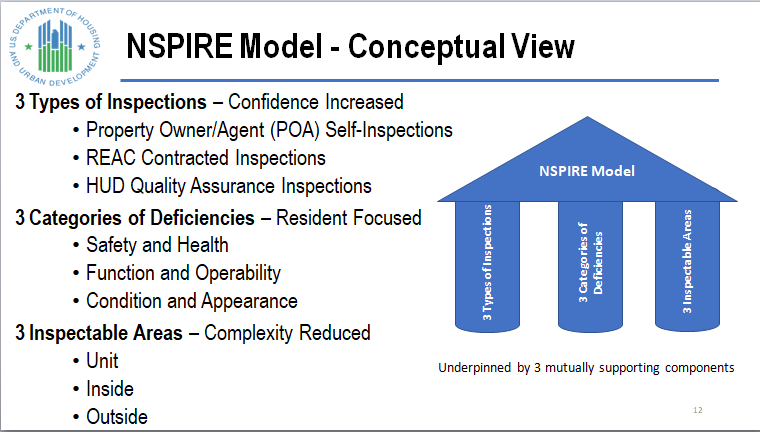 US DEPARTMENT OF HOUSING
AND URBAN DEVELOPMENT
NSPIRE Model - Conceptual View
3 Types of Inspections – Confidence Increased
• Property Owner/Agent (POA) Self-Inspections
• REAC Contracted Inspections
• HUD Quality Assurance Inspections
3 Categories of Deficiencies – Resident Focused
• Safety and Health
• Function and Operability
• Condition and Appearance
3 Inspectable Areas – Complexity Reduced
• Unit
• Inside
• Outside
NSPIRE Model
3 Types of Inspections
3 Categories of
Deficiencies
3 Inspectable Areas
Underpinned by 3 mutually supporting components
12